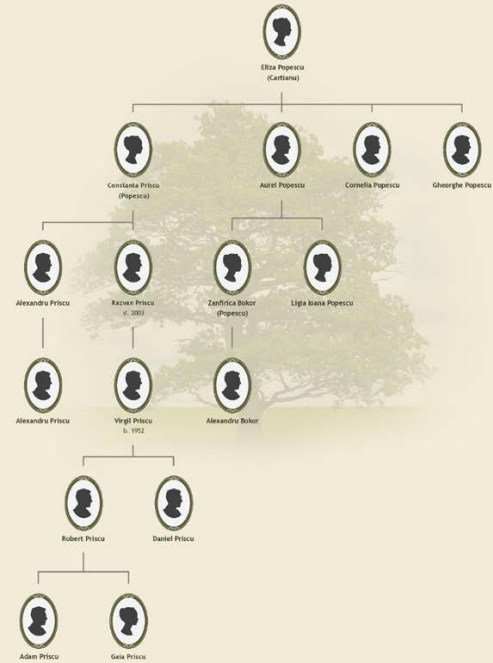 Eliza Popescu
(Cartianu)
Constanta Priscu
(Popescu)
Aurel Popescu
Cornelia Popescu
Gheorghe Popescu
Alexandru Priscu
Razvan Priscu
d. 2003
Zanfirica Bokor
(Popescu)
Ligia Ioana Popescu
Alexandru Priscu
Virgil Priscu
b. 1952
Alexandru Bokor
Robert Priscu
Daniel Priscu
Adam Priscu
Gaia Priscu